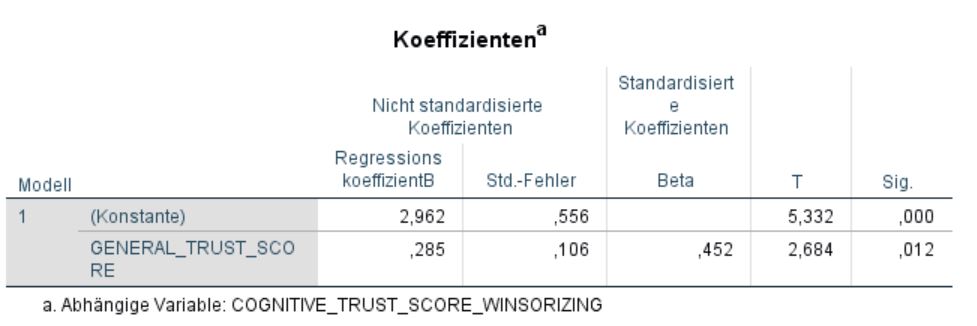 Koeffizientenᵃ
Standardisiert
e
Koeffizienten
Nicht standardisierte
Koeffizienten
Regressions
koeffizientB Std.-Fehler Beta T Sig.
Modell
1 (Konstante) 2,962 ,556 5,332 ,000
GENERAL_TRUST_SCO
RE ,285 ,106 ,452 2,684 ,012
a. Abhängige Variable: COGNITIVE_TRUST_SCORE_WINSORIZING